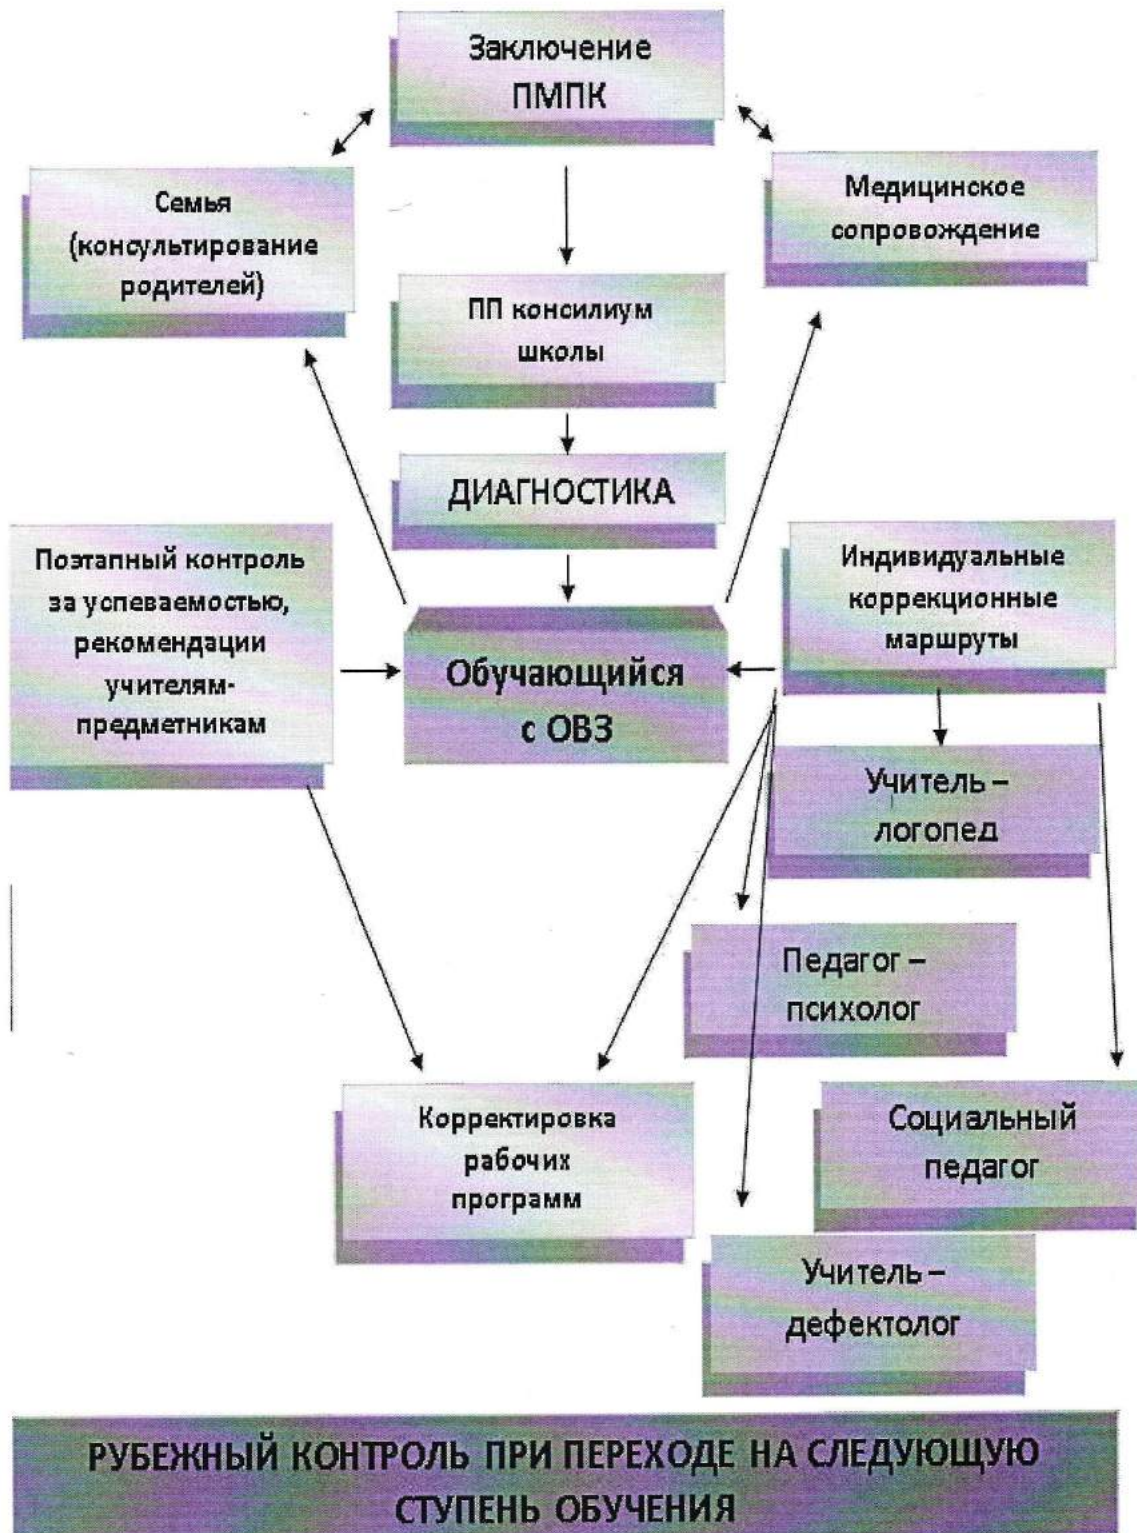 Заключение
ПМПК
Семья
(консультирование
родителей)
Медицинское
сопровождение
ПП консилиум
школы
ДИАГНОСТИКА
Поэтапный контроль
за успеваемостью,
рекомендации
учителям-
предметникам
Обучающийся
с ОВЗ
Индивидуальные
коррекционные
маршруты
Учитель –
логопед
Педагог –
психолог
Корректировка
рабочих
программ
Социальный
педагог
Учитель –
дефектолог
РУБЕЖНЫЙ КОНТРОЛЬ ПРИ ПЕРЕХОДЕ НА СЛЕДУЮЩУЮ
СТУПЕНЬ ОБУЧЕНИЯ